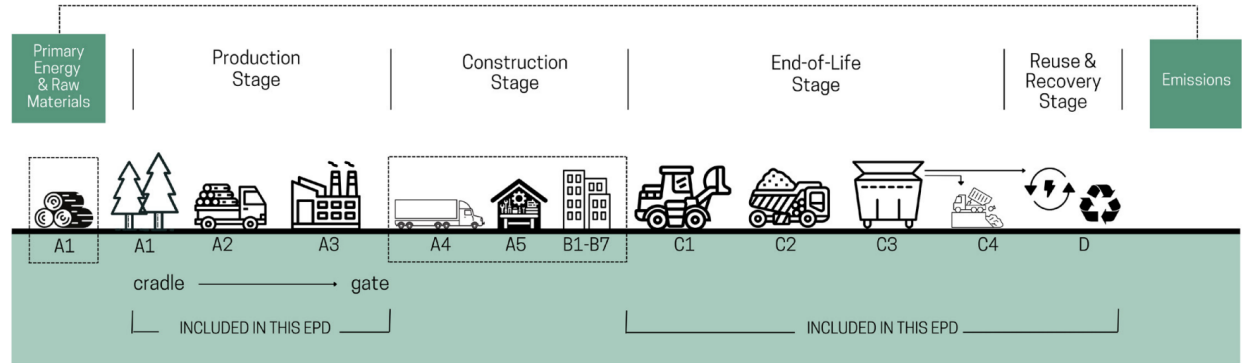 Primary
Energy
& Raw
Materials
Production
Stage
Construction
Stage
End-of-Life
Stage
Reuse &
Recovery
Stage
Emissions
A1
A1
A2
A3
A4
A5
B1-B7
C1
C2
C3
C4
D
cradle
gate
INCLUDED IN THIS EPD
INCLUDED IN THIS EPD